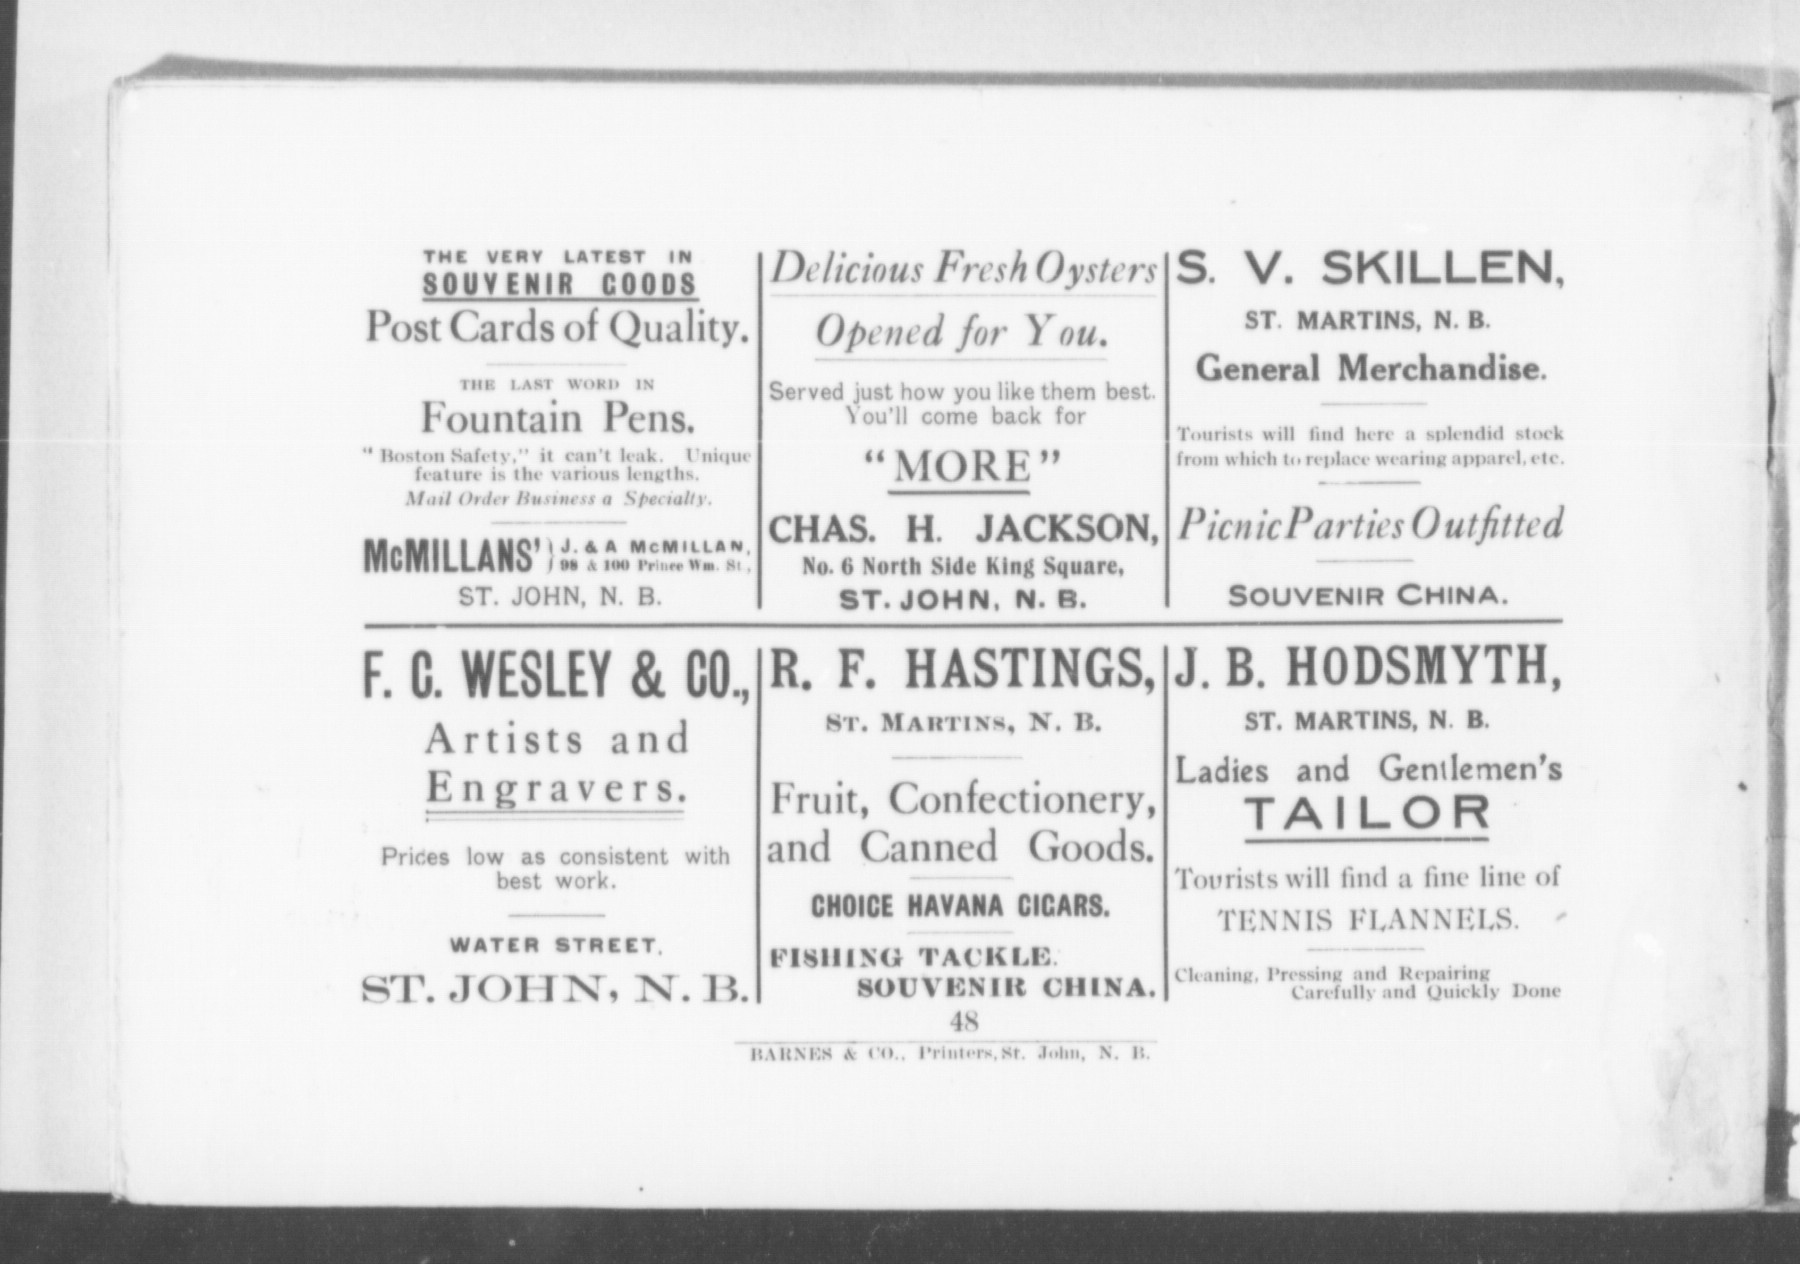 THE VERY LATEST IN
SOUVENIR GOODS
Post Cards of Quality.
THE LAST WORD IN
Fountain Pens.
"Boston Safety," it can't leak. Unique
feature is the various lengths.
Mail Order Business a Specialty.
McMILLANS' } J. & A McMILLAN,
98 & 100 Prince Wm. St.,
ST. JOHN, N. B.
Delicious Fresh Oysters
Opened for You.
Served just how you like them best.
You'll come back for
"MORE"
CHAS. H. JACKSON,
No. 6 North Side King Square,
ST. JOHN, N. B.
S. V. SKILLEN,
ST. MARTINS, N. B.
General Merchandise.
Tourists will find here a splendid stock
from which to replace wearing apparel, etc.
Picnic Parties Outfitted
SOUVENIR CHINA.
F. C. WESLEY & CO.,
Artists and
Engravers.
Prices low as consistent with
best work.
WATER STREET,
ST. JOHN, N. B.
R. F. HASTINGS,
ST. MARTINS, N. B.
Fruit, Confectionery,
and Canned Goods.
CHOICE HAVANA CIGARS.
FISHING TACKLE.
SOUVENIR CHINA.
J. B. HODSMYTH,
ST. MARTINS, N. B.
Ladies and Gentlemen's
TAILOR
Tourists will find a fine line of
TENNIS FLANNELS.
Cleaning, Pressing and Repairing
Carefully and Quickly Done
48
BARNES & CO., Printers, St. John, N. B.